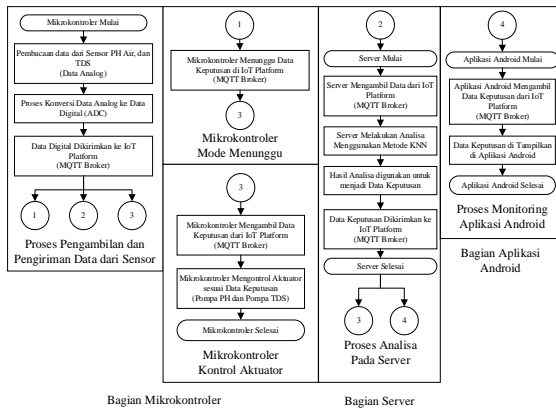 Mikrokontroler Mulai
Pembacaan data dari Sensor PH Air, dan
TDS
(Data Analog)
Proses Konversi Data Analog ke Data
Digital (ADC)
Data Digital Dikirimkan ke IoT
Platform
(MQTT Broker)
1
2
3
Proses Pengambilan dan
Pengiriman Data dari Sensor
1
Mikrokontroler Menunggu Data
Keputusan di IoT Platform
(MQTT Broker)
3
Mikrokontroler
Mode Menunggu
3
Mikrokontroler Mengambil Data
Keputusan dari IoT Platform
(MQTT Broker)
Mikrokontroler Mengontrol Aktuator
sesuai Data Keputusan
(Pompa PH dan Pompa TDS)
Mikrokontroler Selesai
Mikrokontroler
Kontrol Aktuator
Bagian Mikrokontroler
2
Server Mulai
Server Mengambil Data dari IoT
Platform
(MQTT Broker)
Server Melakukan Analisa
Menggunakan Metode KNN
Hasil Analisa digunakan untuk
menjadi Data Keputusan
Data Keputusan Dikirimkan ke
IoT Platform
(MQTT Broker)
Server Selesai
3
4
Proses Analisa
Pada Server
Bagian Server
4
Aplikasi Android Mulai
Aplikasi Android Mengambil
Data Keputusan dari IoT
Platform
(MQTT Broker)
Data Keputusan di Tampilkan
di Aplikasi Android
Aplikasi Android Selesai
Proses Monitoring
Aplikasi Android
Bagian Aplikasi
Android